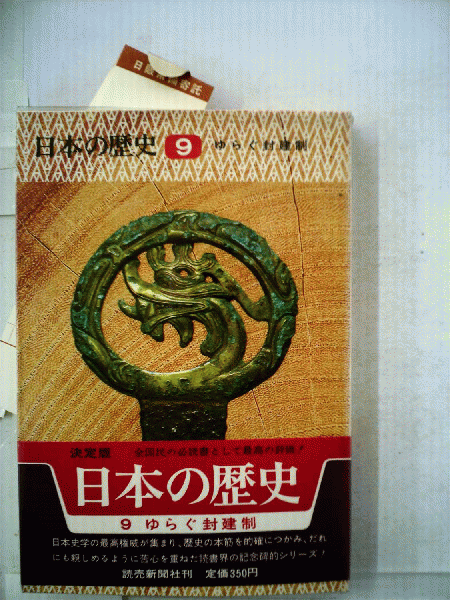 日本の歴史 9 ゆらぐ封建制
決定版 全国民の必読書として最高の評価！
日本の歴史
9 ゆらぐ封建制
日本史学の最高権威が集まり、歴史の本筋を的確につかみ、だれ
にも親しめるように苦心を重ねた読書界の記念碑的シリーズ！
読売新聞社刊 定価350円